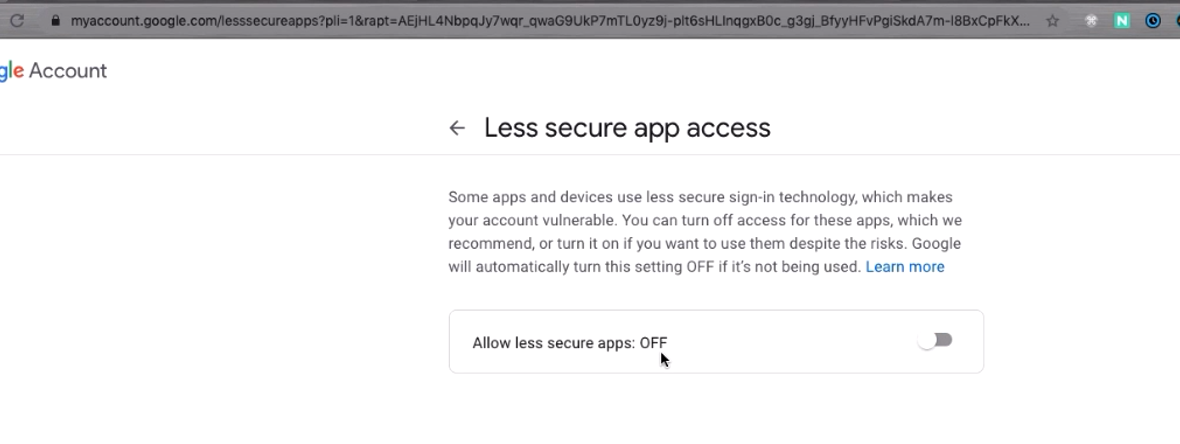 myaccount.google.com/lesssecureapps?pli=1&rapt=AEjHL4NbpqJy7wqr_qwaG9UkP7mTL0yz9j-plt6sHLlnqgxB0c_g3gj_BfyyHFvPgiSkdA7m-I8BxCpFkX...
N
gle Account
Less secure app access
Some apps and devices use less secure sign-in technology, which makes
your account vulnerable. You can turn off access for these apps, which we
recommend, or turn it on if you want to use them despite the risks. Google
will automatically turn this setting OFF if it's not being used. Learn more
Allow less secure apps: OFF